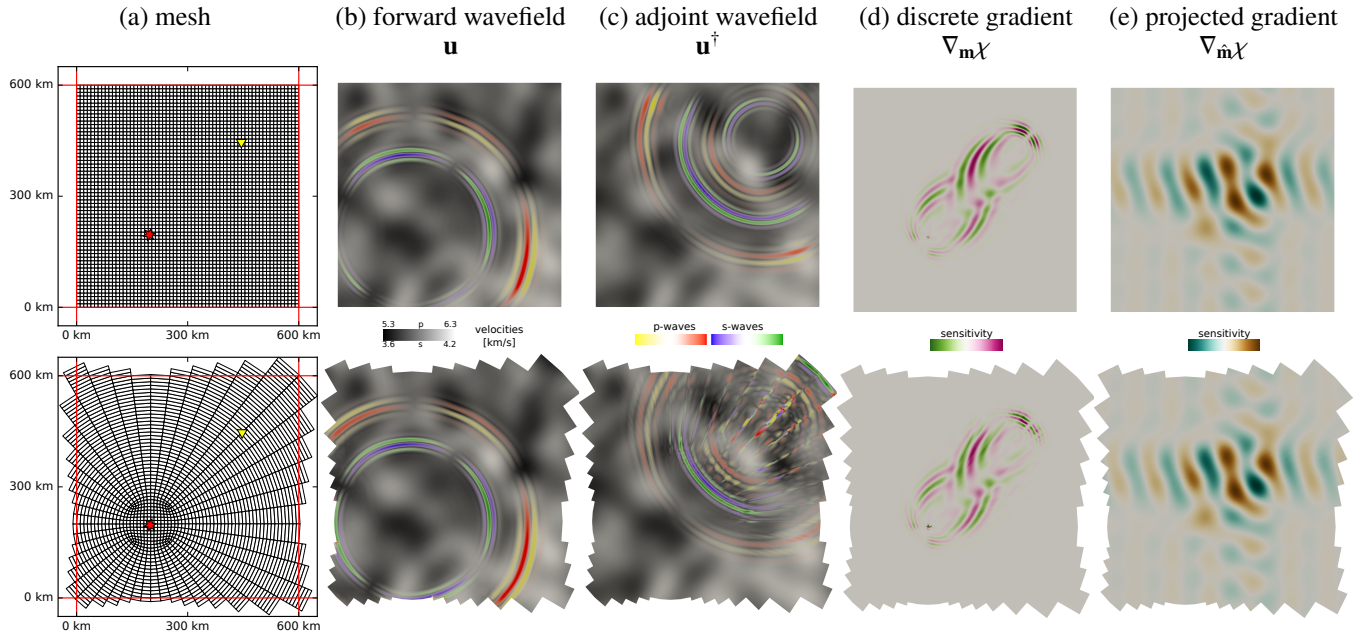 (a) mesh
(b) forward wavefield
u
(c) adjoint wavefield
u†
(d) discrete gradient
∇ₘχ
(e) projected gradient
∇m̂χ
600 km
300 km
0 km
0 km 300 km 600 km
5.3 p 6.3
3.6 s 4.2
velocities
[km/s]
p-waves s-waves
sensitivity
sensitivity
600 km
300 km
0 km
0 km 300 km 600 km